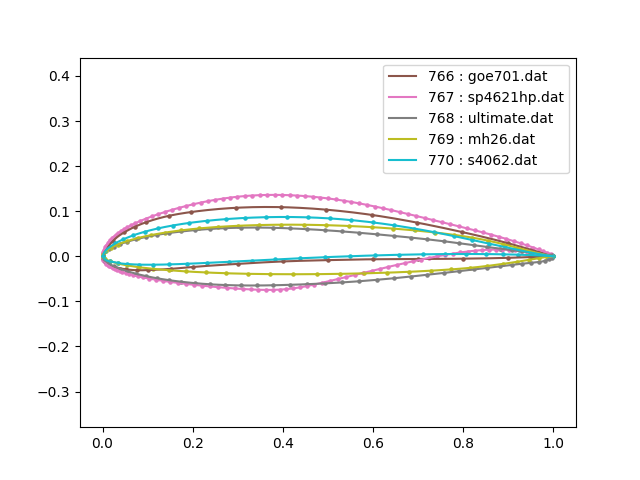 766 : goe701.dat
767 : sp4621hp.dat
768 : ultimate.dat
769 : mh26.dat
770 : s4062.dat
0.4
0.3
0.2
0.1
0.0
−0.1
−0.2
−0.3
0.0 0.2 0.4 0.6 0.8 1.0